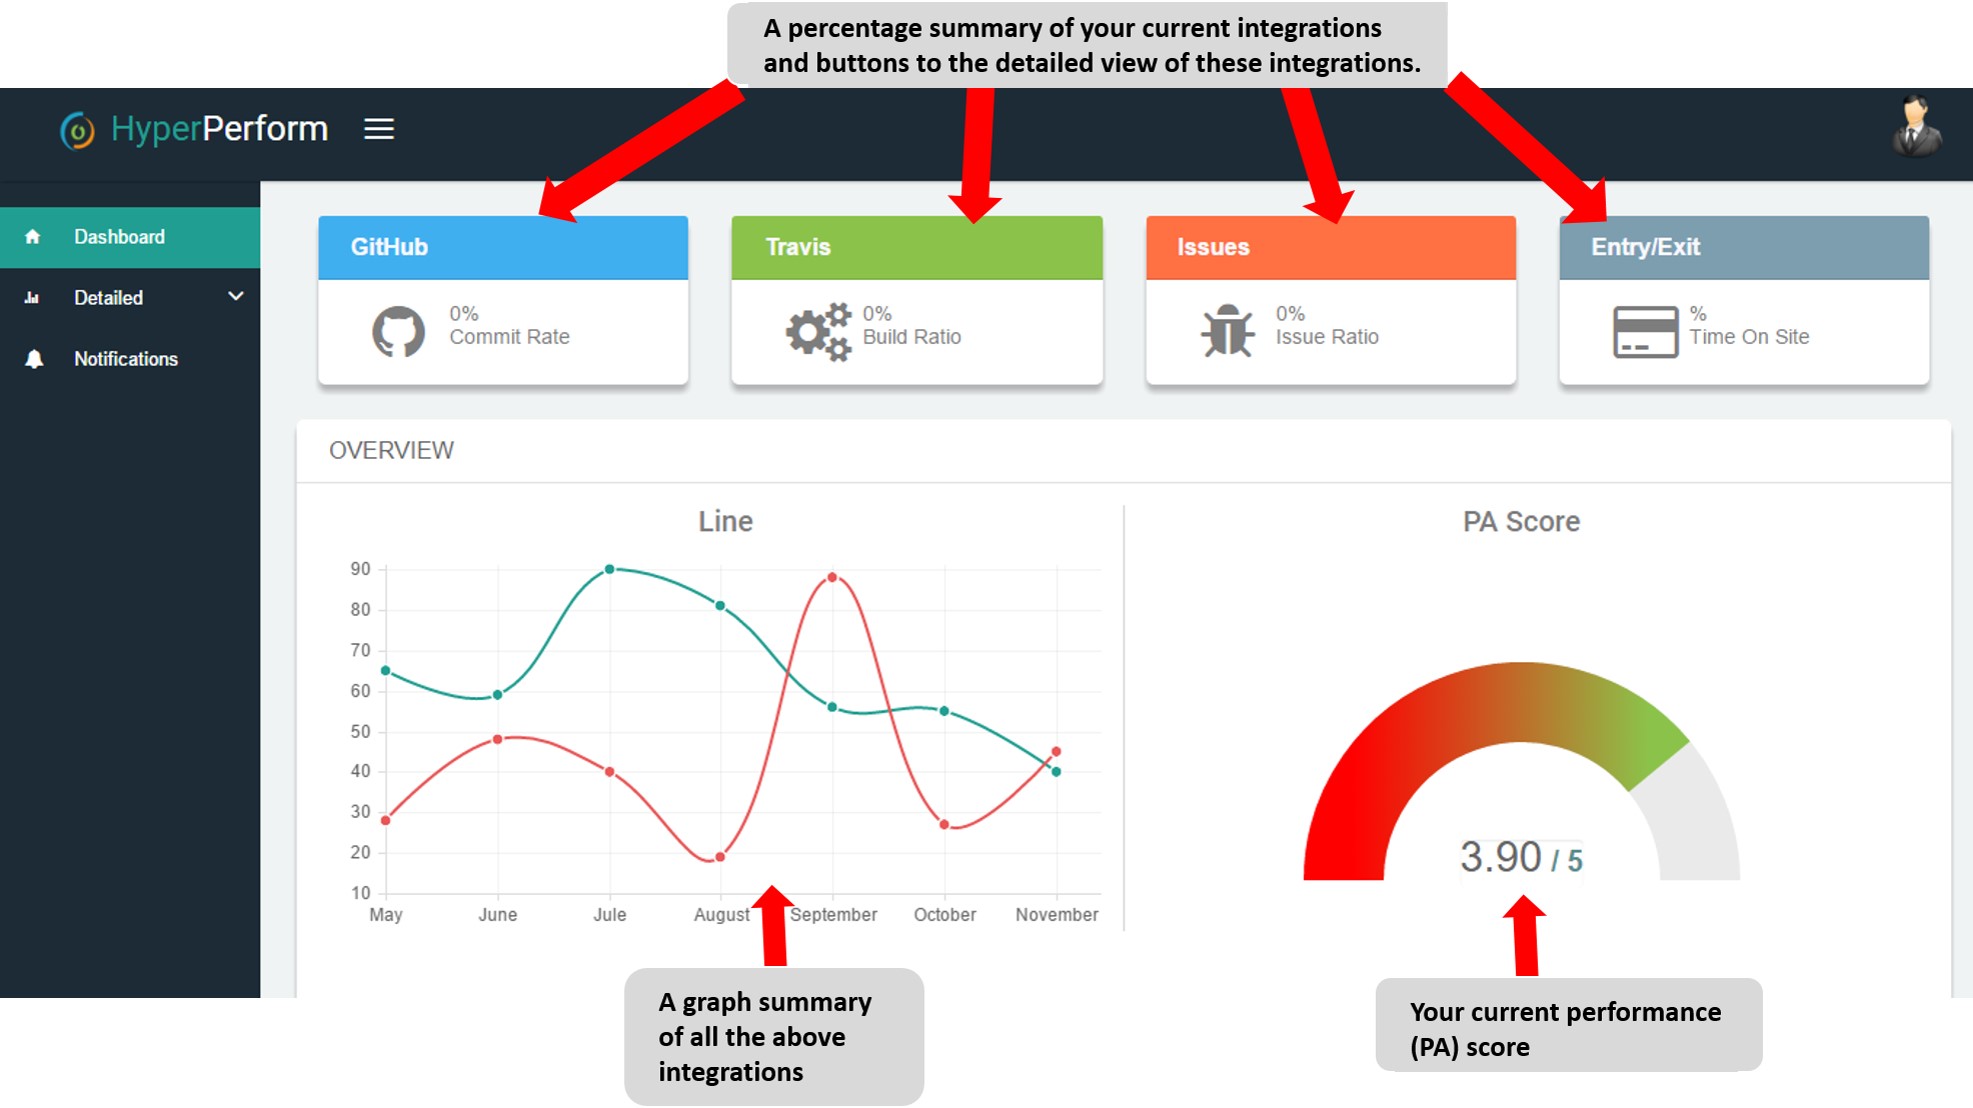 A percentage summary of your current integrations
and buttons to the detailed view of these integrations.
HyperPerform
Dashboard
Detailed
Notifications
GitHub
0%
Commit Rate
Travis
0%
Build Ratio
Issues
0%
Issue Ratio
Entry/Exit
%
Time On Site
OVERVIEW
Line
90
80
70
60
50
40
30
20
10
May June Jule August September October November
PA Score
3.90 / 5
A graph summary
of all the above
integrations
Your current performance
(PA) score